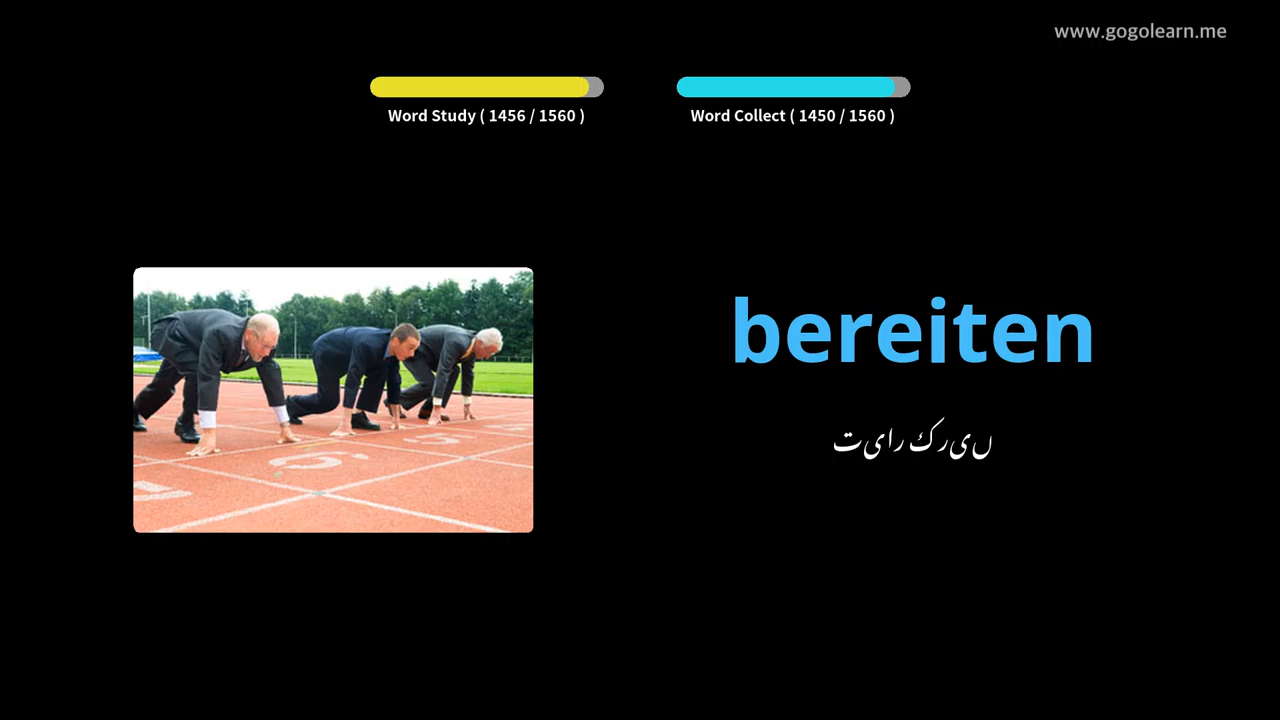 www.gogolearn.me
Word Study ( 1456 / 1560 )
Word Collect ( 1450 / 1560 )
bereiten
تیار کریں